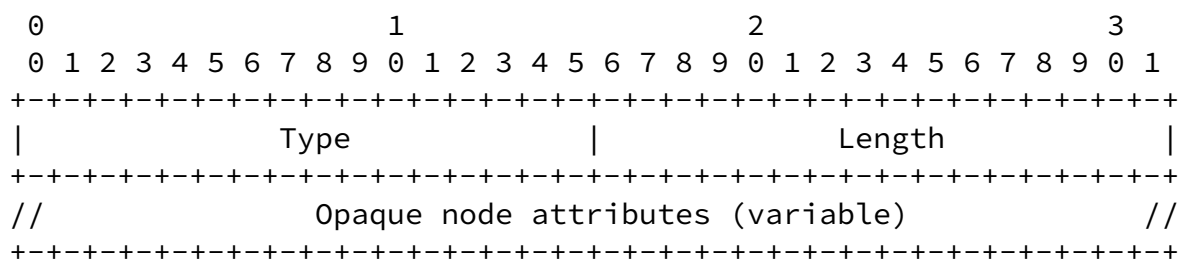 0                   1                   2                   3
 0 1 2 3 4 5 6 7 8 9 0 1 2 3 4 5 6 7 8 9 0 1 2 3 4 5 6 7 8 9 0 1
+-+-+-+-+-+-+-+-+-+-+-+-+-+-+-+-+-+-+-+-+-+-+-+-+-+-+-+-+-+-+-+-+
|              Type             |             Length            |
+-+-+-+-+-+-+-+-+-+-+-+-+-+-+-+-+-+-+-+-+-+-+-+-+-+-+-+-+-+-+-+-+
//               Opaque node attributes (variable)             //
+-+-+-+-+-+-+-+-+-+-+-+-+-+-+-+-+-+-+-+-+-+-+-+-+-+-+-+-+-+-+-+-+